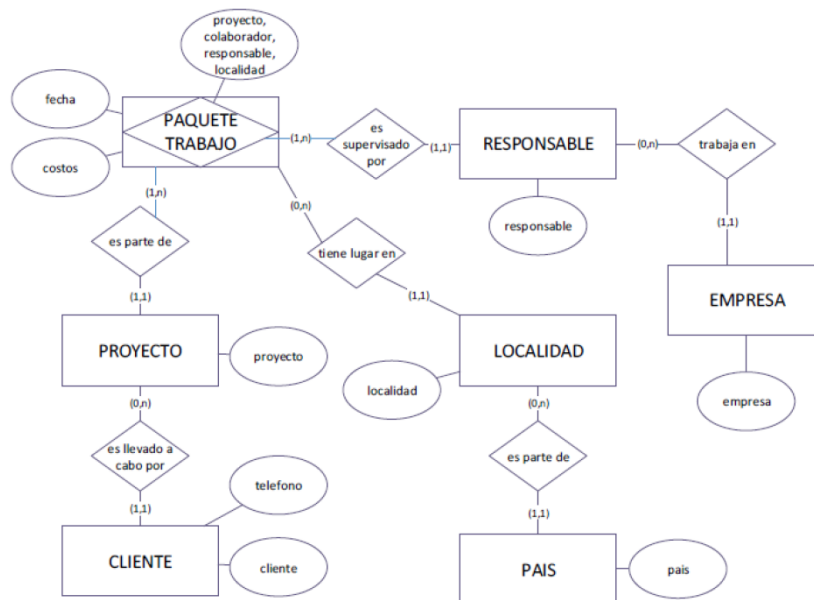 proyecto,
colaborador,
responsable,
localidad
fecha
PAQUETE
TRABAJO
costos
(1,n)
es
supervisado
por
(1,1)
RESPONSABLE
(0,n)
trabaja en
(1,n)
(0,n)
responsable
(1,1)
es parte de
tiene lugar en
(1,1)
(1,1)
EMPRESA
PROYECTO
proyecto
LOCALIDAD
localidad
empresa
(0,n)
(0,n)
es llevado a
cabo por
es parte de
telefono
(1,1)
(1,1)
CLIENTE
cliente
PAIS
pais